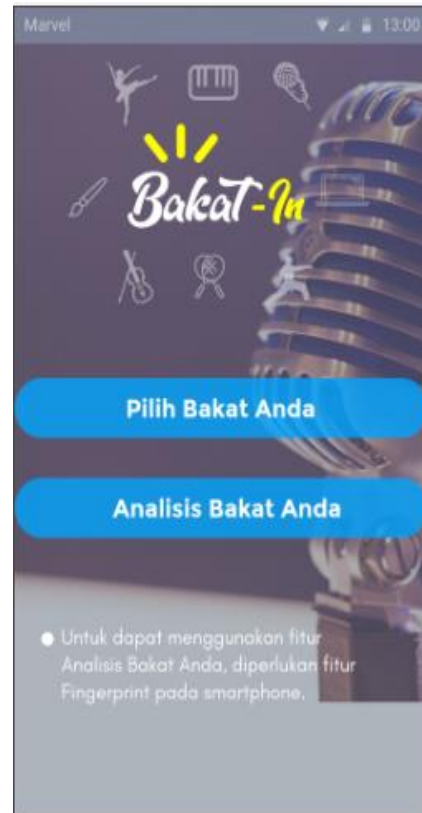 Marvel 13:00
Bakat-In
Pilih Bakat Anda
Analisis Bakat Anda
Untuk dapat menggunakan fitur
Analisis Bakat Anda, diperlukan fitur
Fingerprint pada smartphone.